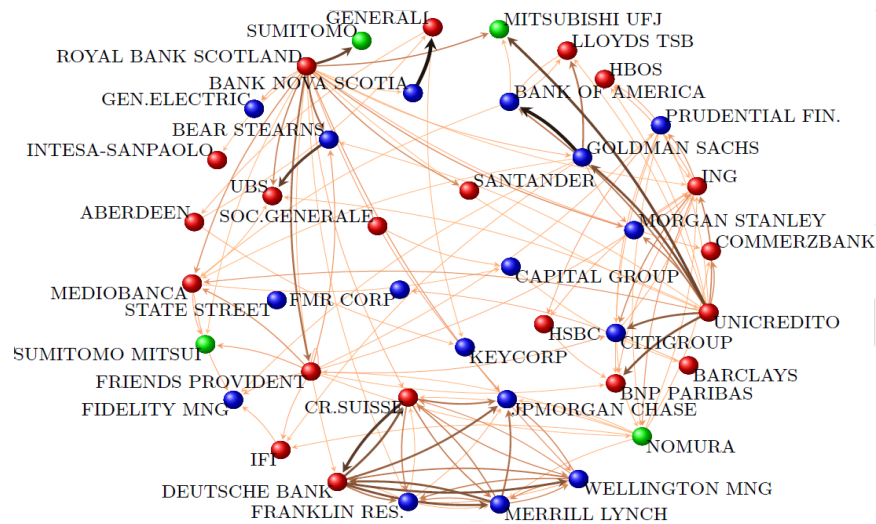 GENERALI
MITSUBISHI UFJ
SUMITOMO
LLOYDS TSB
ROYAL BANK SCOTLAND
HBOS
BANK NOVA SCOTIA
BANK OF AMERICA
GEN.ELECTRIC
PRUDENTIAL FIN.
BEAR STEARNS
GOLDMAN SACHS
INTESA-SANPAOLO
ING
UBS
SANTANDER
ABERDEEN
SOC.GENERALE
MORGAN STANLEY
COMMERZBANK
CAPITAL GROUP
MEDIOBANCA
STATE STREET
FMR CORP
UNICREDITO
HSBC
CITIGROUP
SUMITOMO MITSUI
KEYCORP
BARCLAYS
FRIENDS PROVIDENT
BNP PARIBAS
FIDELITY MNG
CR.SUISSE
JPMORGAN CHASE
NOMURA
IFI
DEUTSCHE BANK
WELLINGTON MNG
FRANKLIN RES.
MERRILL LYNCH